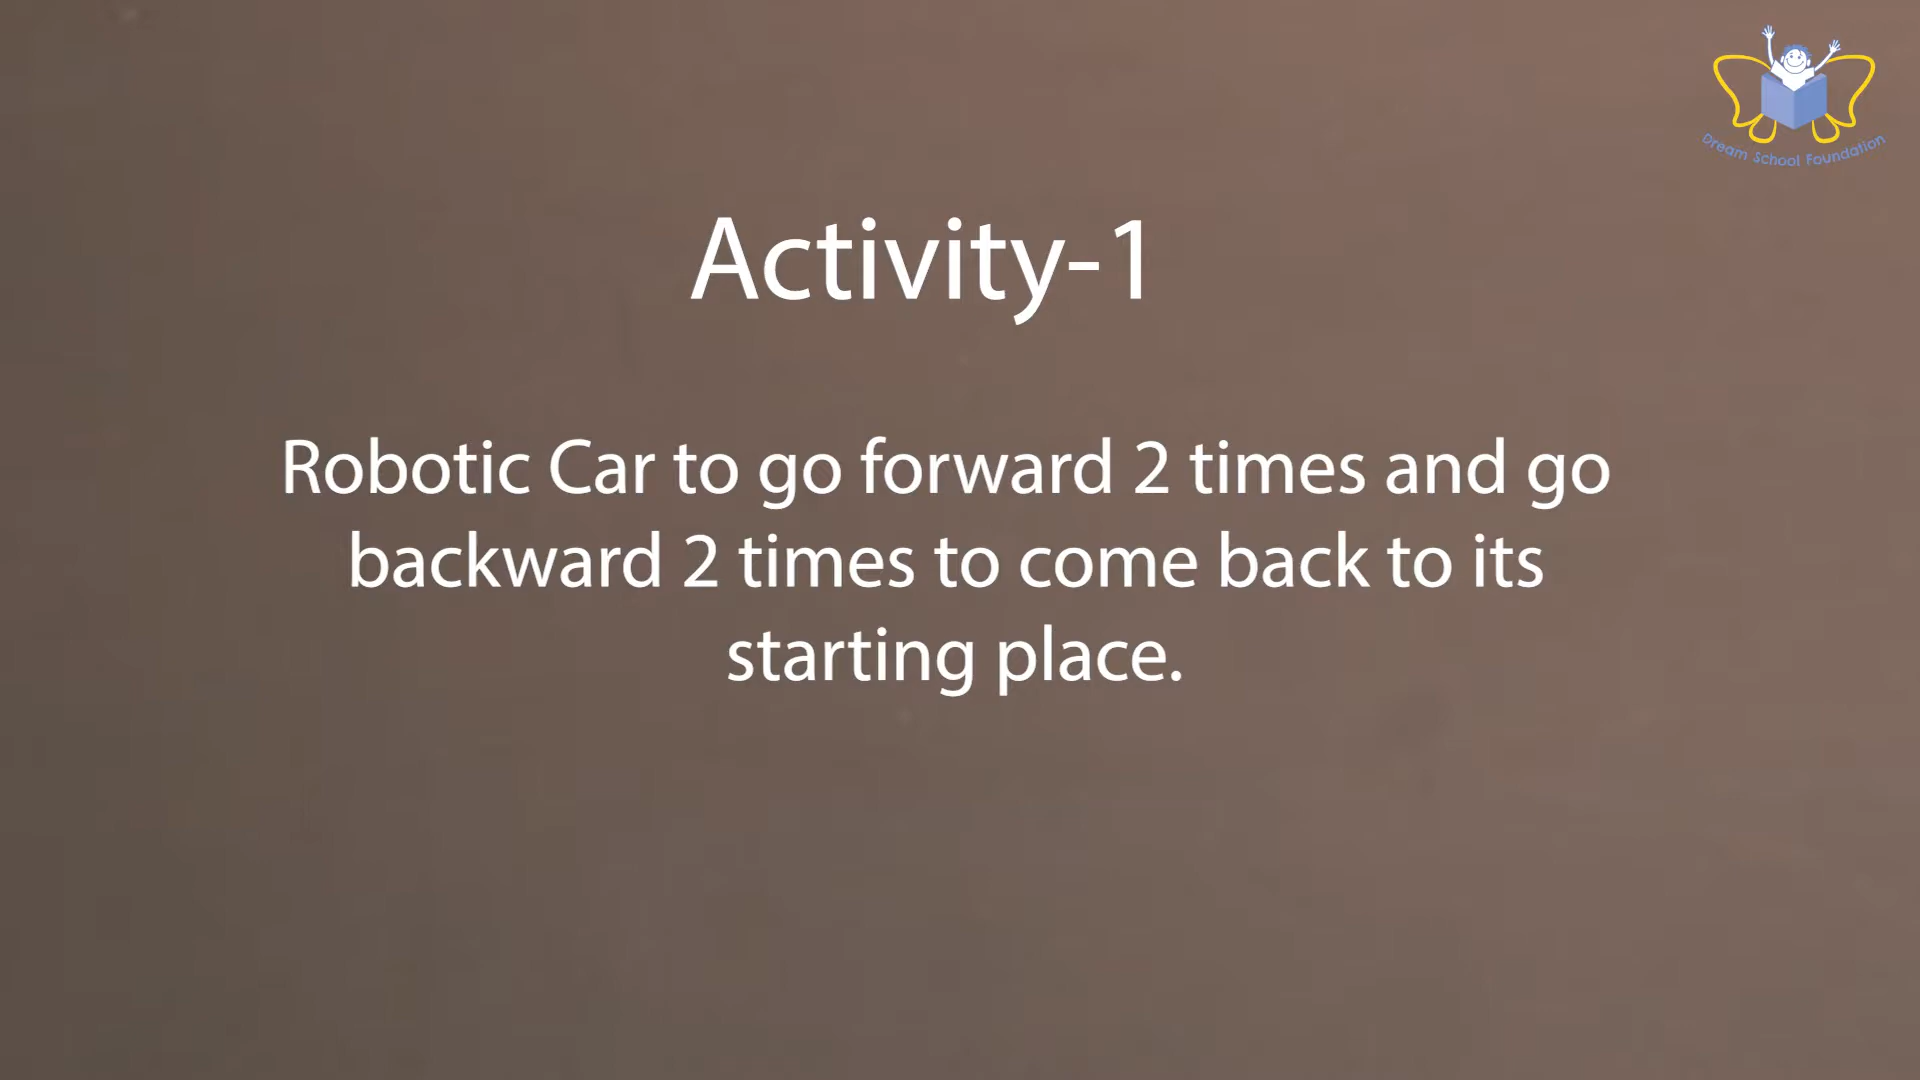 Dream School Foundation
Activity-1
Robotic Car to go forward 2 times and go
backward 2 times to come back to its
starting place.